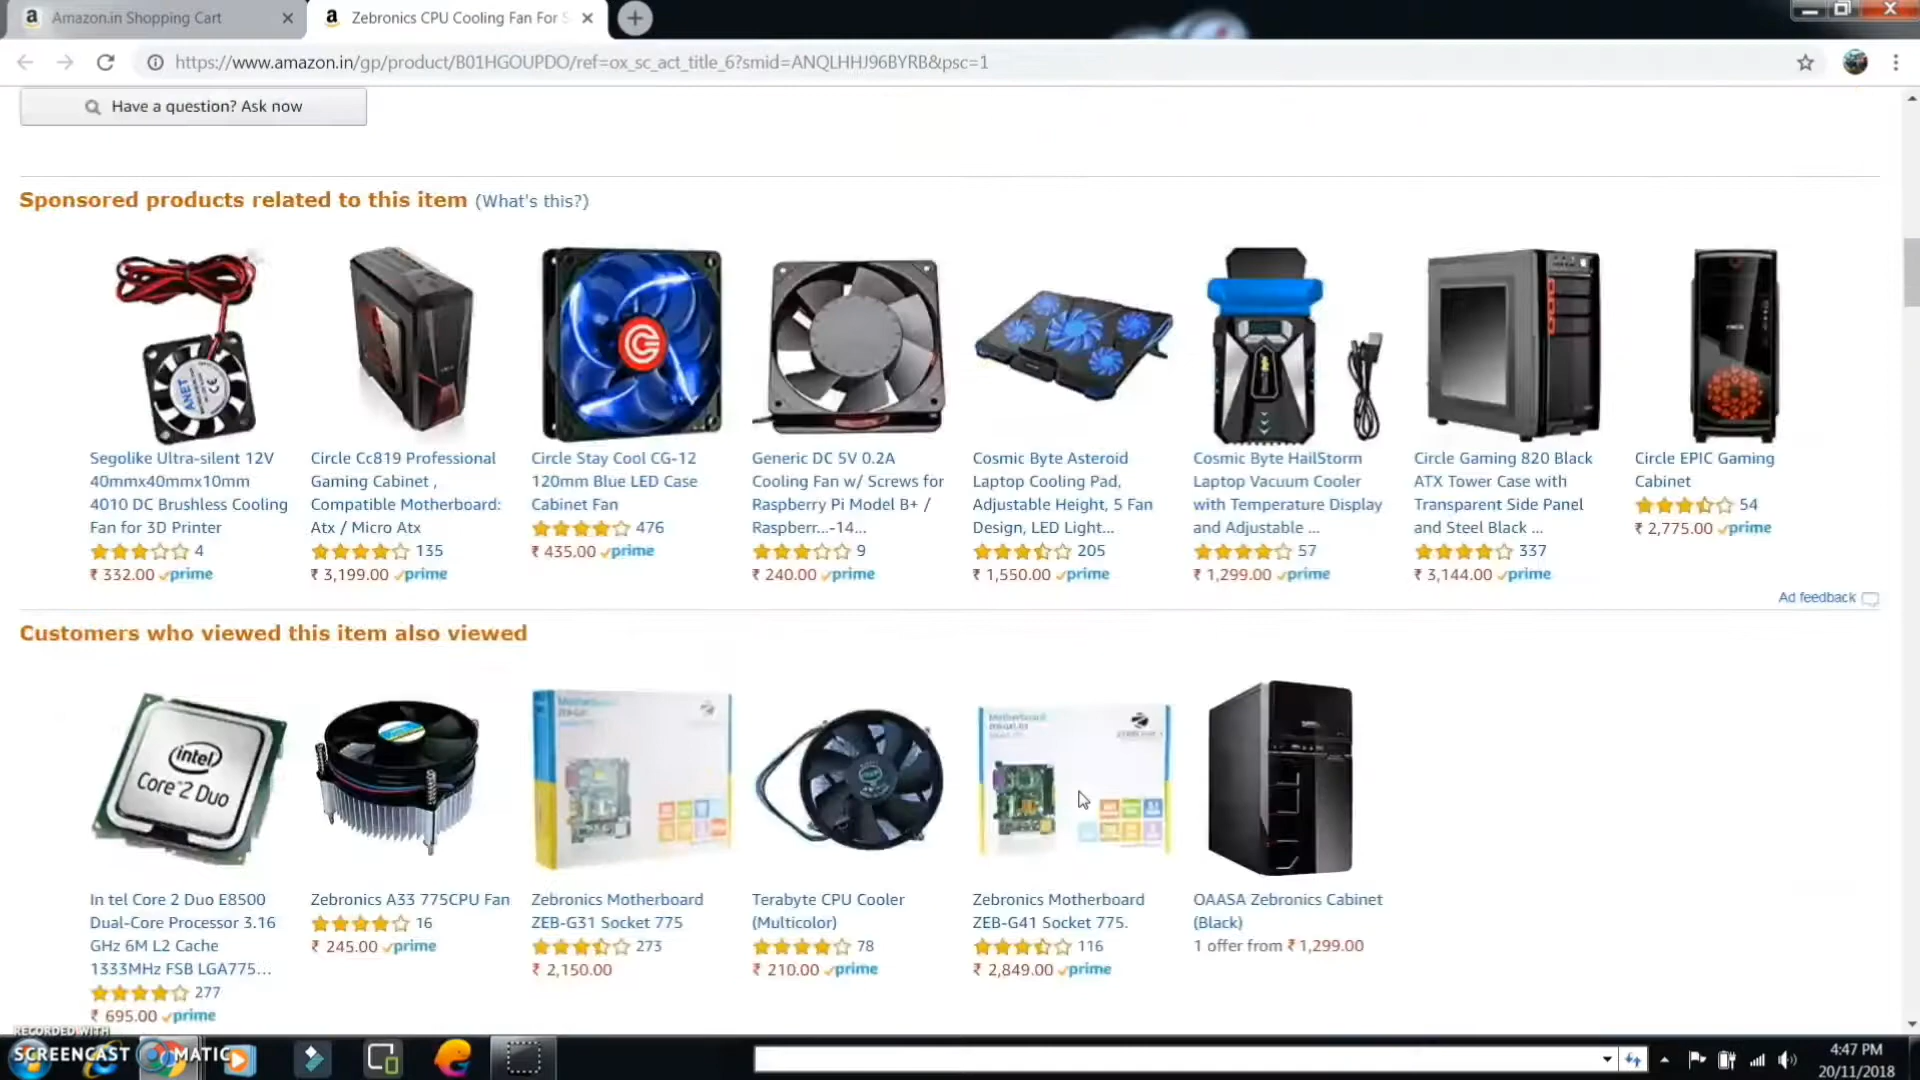 Amazon.in Shopping Cart
Zebronics CPU Cooling Fan For S
https://www.amazon.in/gp/product/B01HGOUPDO/ref=ox_sc_act_title_6?smid=ANQLHHJ96BYRB&psc=1
Have a question? Ask now
Sponsored products related to this item (What's this?)
ANET
Segolike Ultra-silent 12V
40mmx40mmx10mm
4010 DC Brushless Cooling
Fan for 3D Printer
4
₹ 332.00 prime
Circle Cc819 Professional
Gaming Cabinet ,
Compatible Motherboard:
Atx / Micro Atx
135
₹ 3,199.00 prime
Circle Stay Cool CG-12
120mm Blue LED Case
Cabinet Fan
476
₹ 435.00 prime
Generic DC 5V 0.2A
Cooling Fan w/ Screws for
Raspberry Pi Model B+ /
Raspberr...-14...
9
₹ 240.00 prime
Cosmic Byte Asteroid
Laptop Cooling Pad,
Adjustable Height, 5 Fan
Design, LED Light...
205
₹ 1,550.00 prime
Cosmic Byte HailStorm
Laptop Vacuum Cooler
with Temperature Display
and Adjustable ...
57
₹ 1,299.00 prime
Circle Gaming 820 Black
ATX Tower Case with
Transparent Side Panel
and Steel Black ...
337
₹ 3,144.00 prime
Circle EPIC Gaming
Cabinet
54
₹ 2,775.00 prime
Ad feedback
Customers who viewed this item also viewed
intel
Core™2 Duo
Motherboard
Motherboard
In tel Core 2 Duo E8500
Dual-Core Processor 3.16
GHz 6M L2 Cache
1333MHz FSB LGA775...
277
₹ 695.00 prime
Zebronics A33 775CPU Fan
16
₹ 245.00 prime
Zebronics Motherboard
ZEB-G31 Socket 775
273
₹ 2,150.00
Terabyte CPU Cooler
(Multicolor)
78
₹ 210.00 prime
Zebronics Motherboard
ZEB-G41 Socket 775.
116
₹ 2,849.00 prime
OAASA Zebronics Cabinet
(Black)
1 offer from ₹ 1,299.00
RECORDED WITH
SCREENCAST MATIC
4:47 PM
20/11/2018